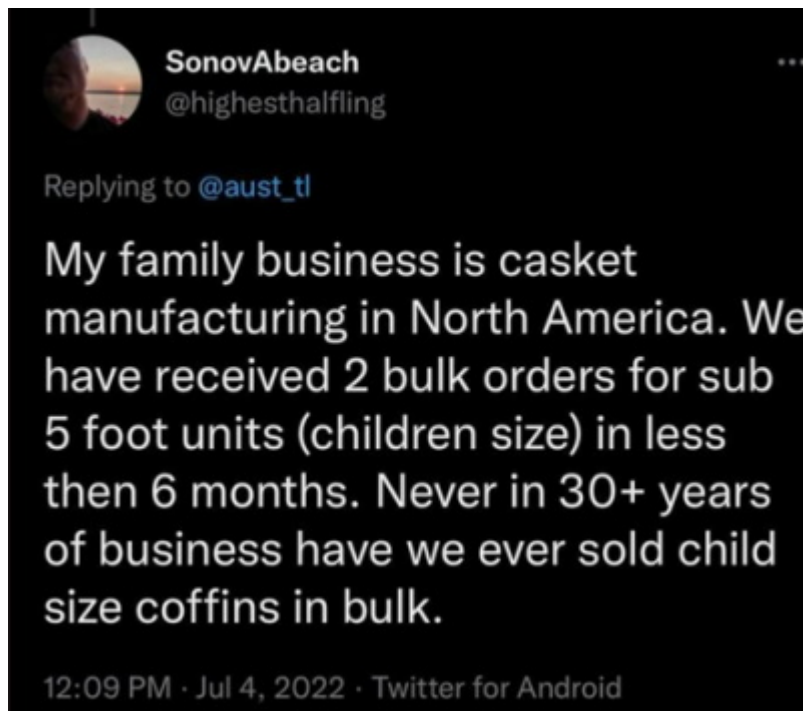 SonovAbeach
@highesthalfling
Replying to @aust_tl
My family business is casket
manufacturing in North America. We
have received 2 bulk orders for sub
5 foot units (children size) in less
then 6 months. Never in 30+ years
of business have we ever sold child
size coffins in bulk.
12:09 PM · Jul 4, 2022 · Twitter for Android